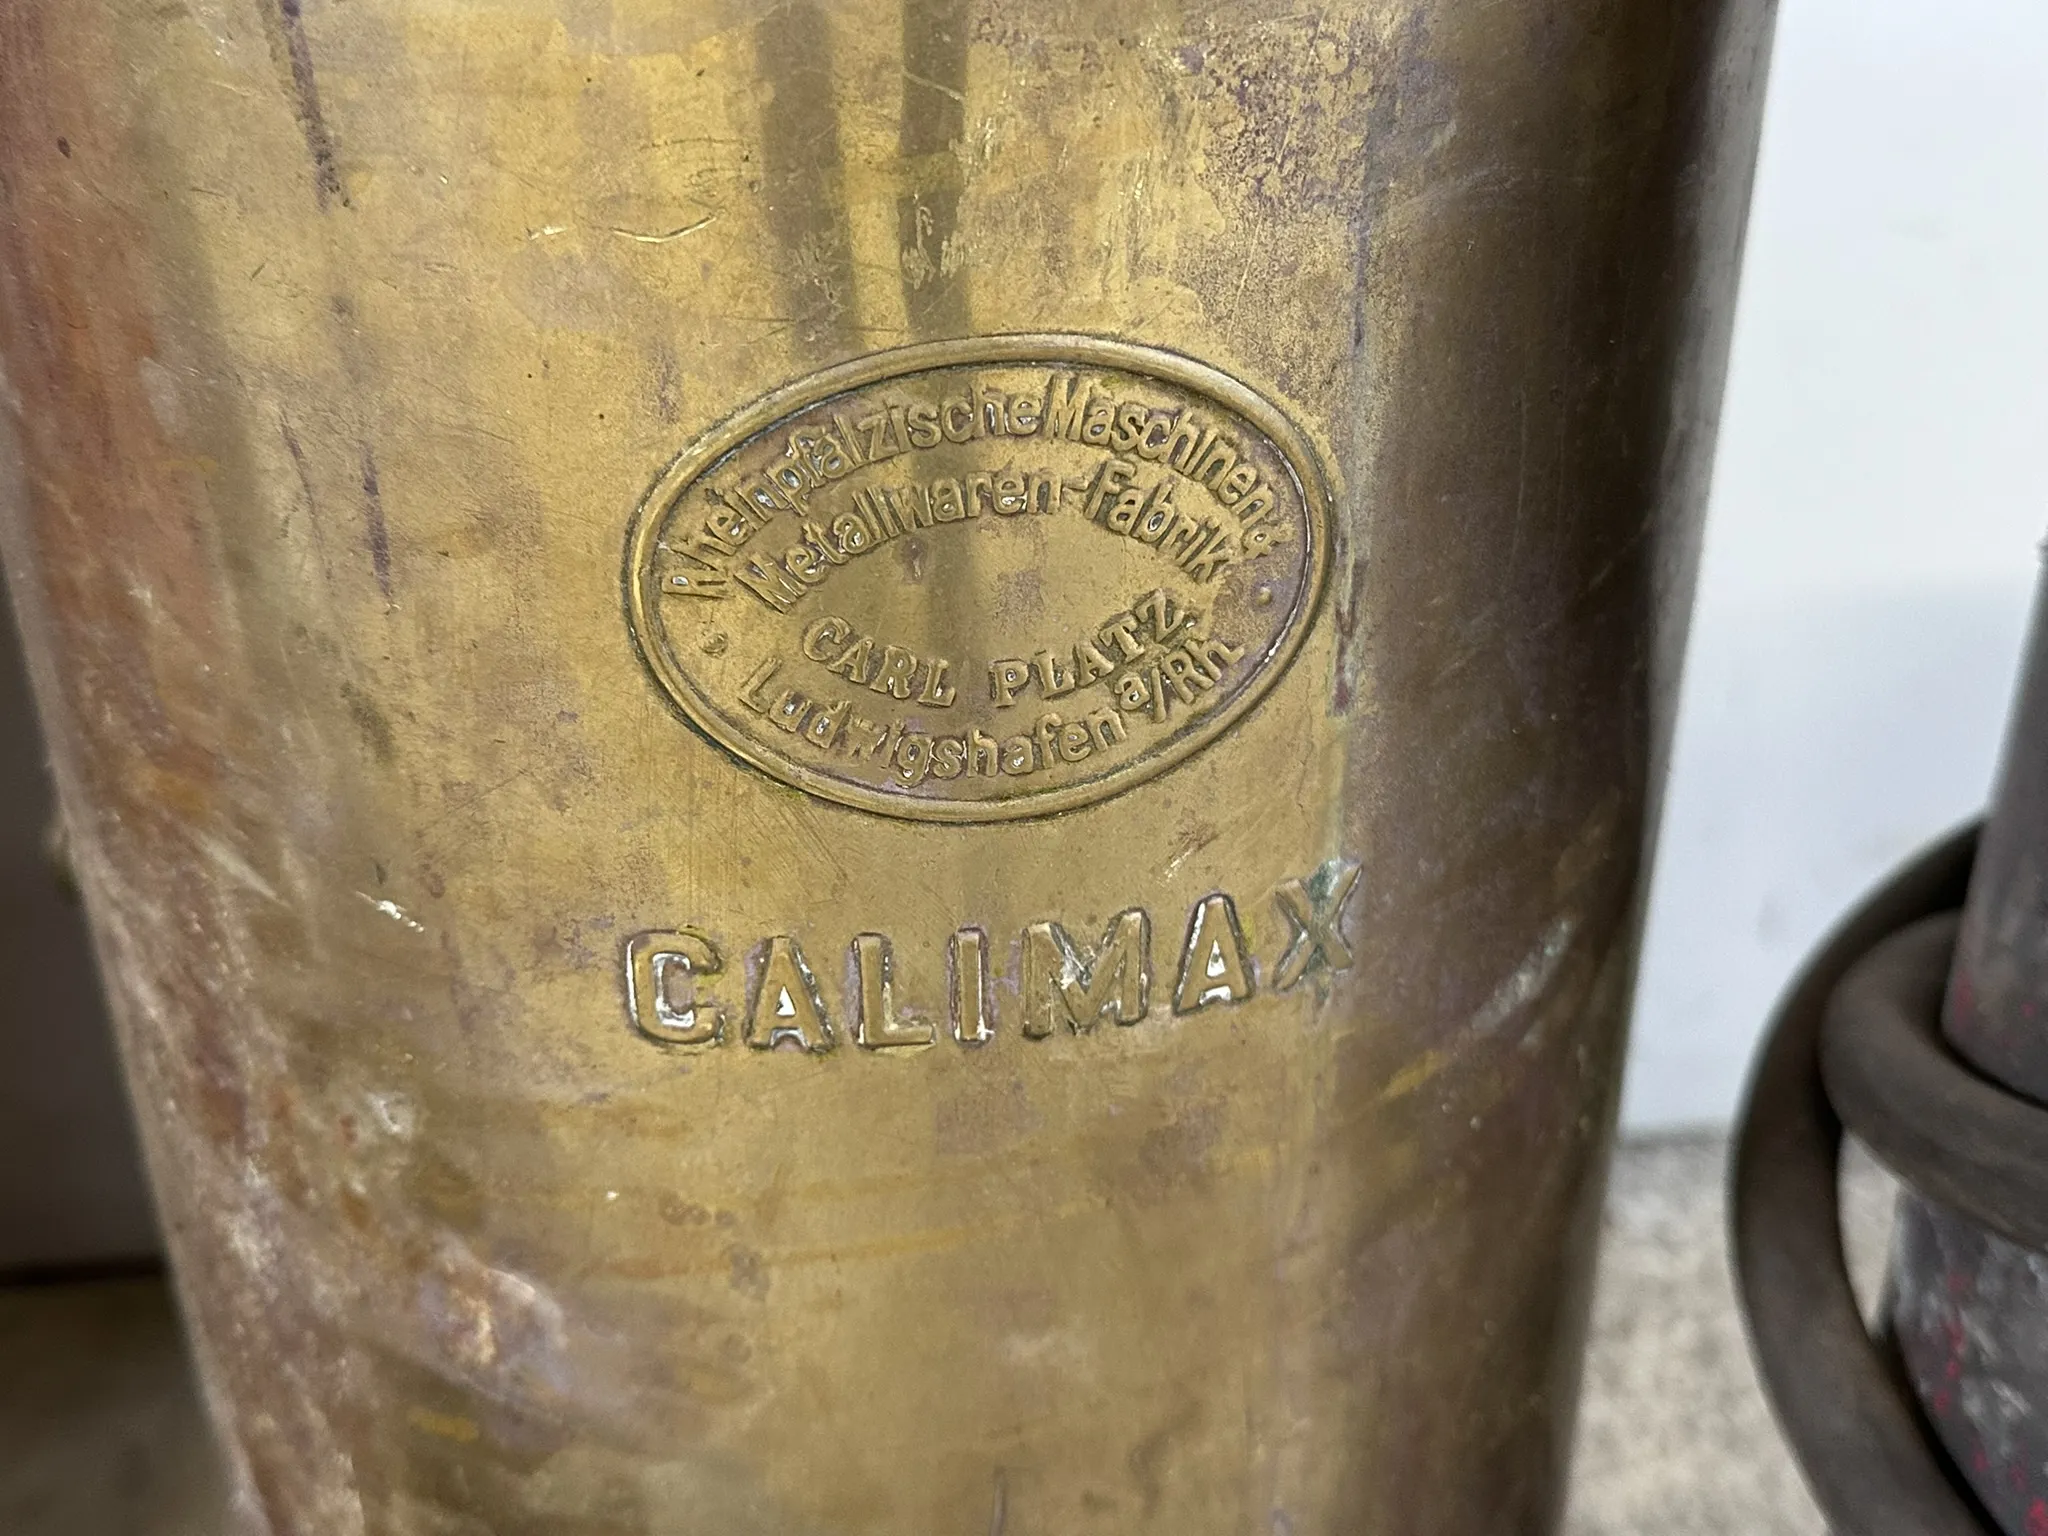 Rheinpfälzische Maschinen &
Metallwaren-Fabrik
CARL PLATZ
Ludwigshafen a/Rh.
CALIMAX